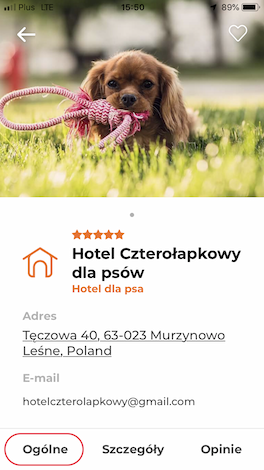 Plus LTE 15:50 89%
Hotel Czterołapkowy
dla psów
Hotel dla psa
Adres
Tęczowa 40, 63-023 Murzynowo
Leśne, Poland
E-mail
hotelczterolapkowy@gmail.com
Ogólne Szczegóły Opinie